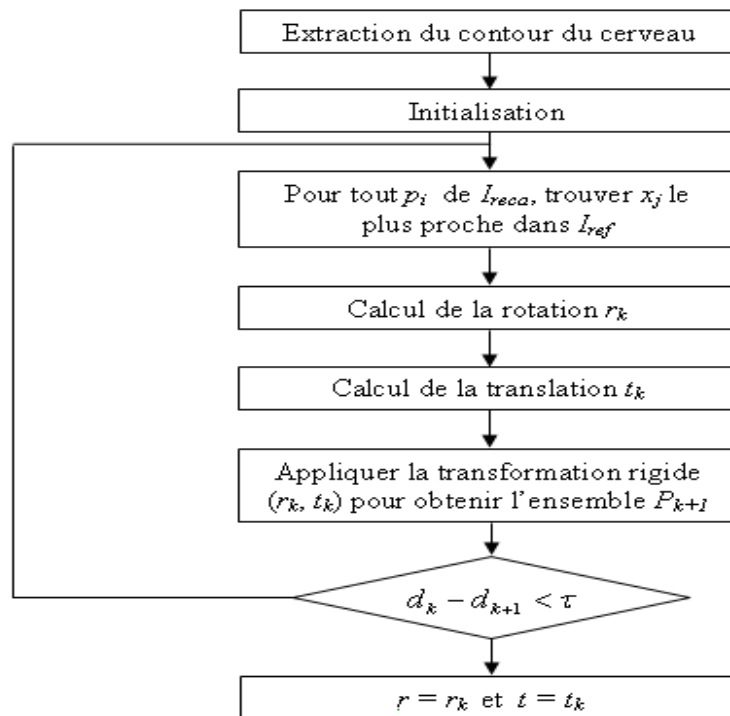 Extraction du contour du cerveau
Initialisation
Pour tout p_i de I_reca, trouver x_j le
plus proche dans I_ref
Calcul de la rotation r_k
Calcul de la translation t_k
Appliquer la transformation rigide
(r_k, t_k) pour obtenir l'ensemble P_k+1
d_k − d_k+1 < τ
r = r_k et t = t_k